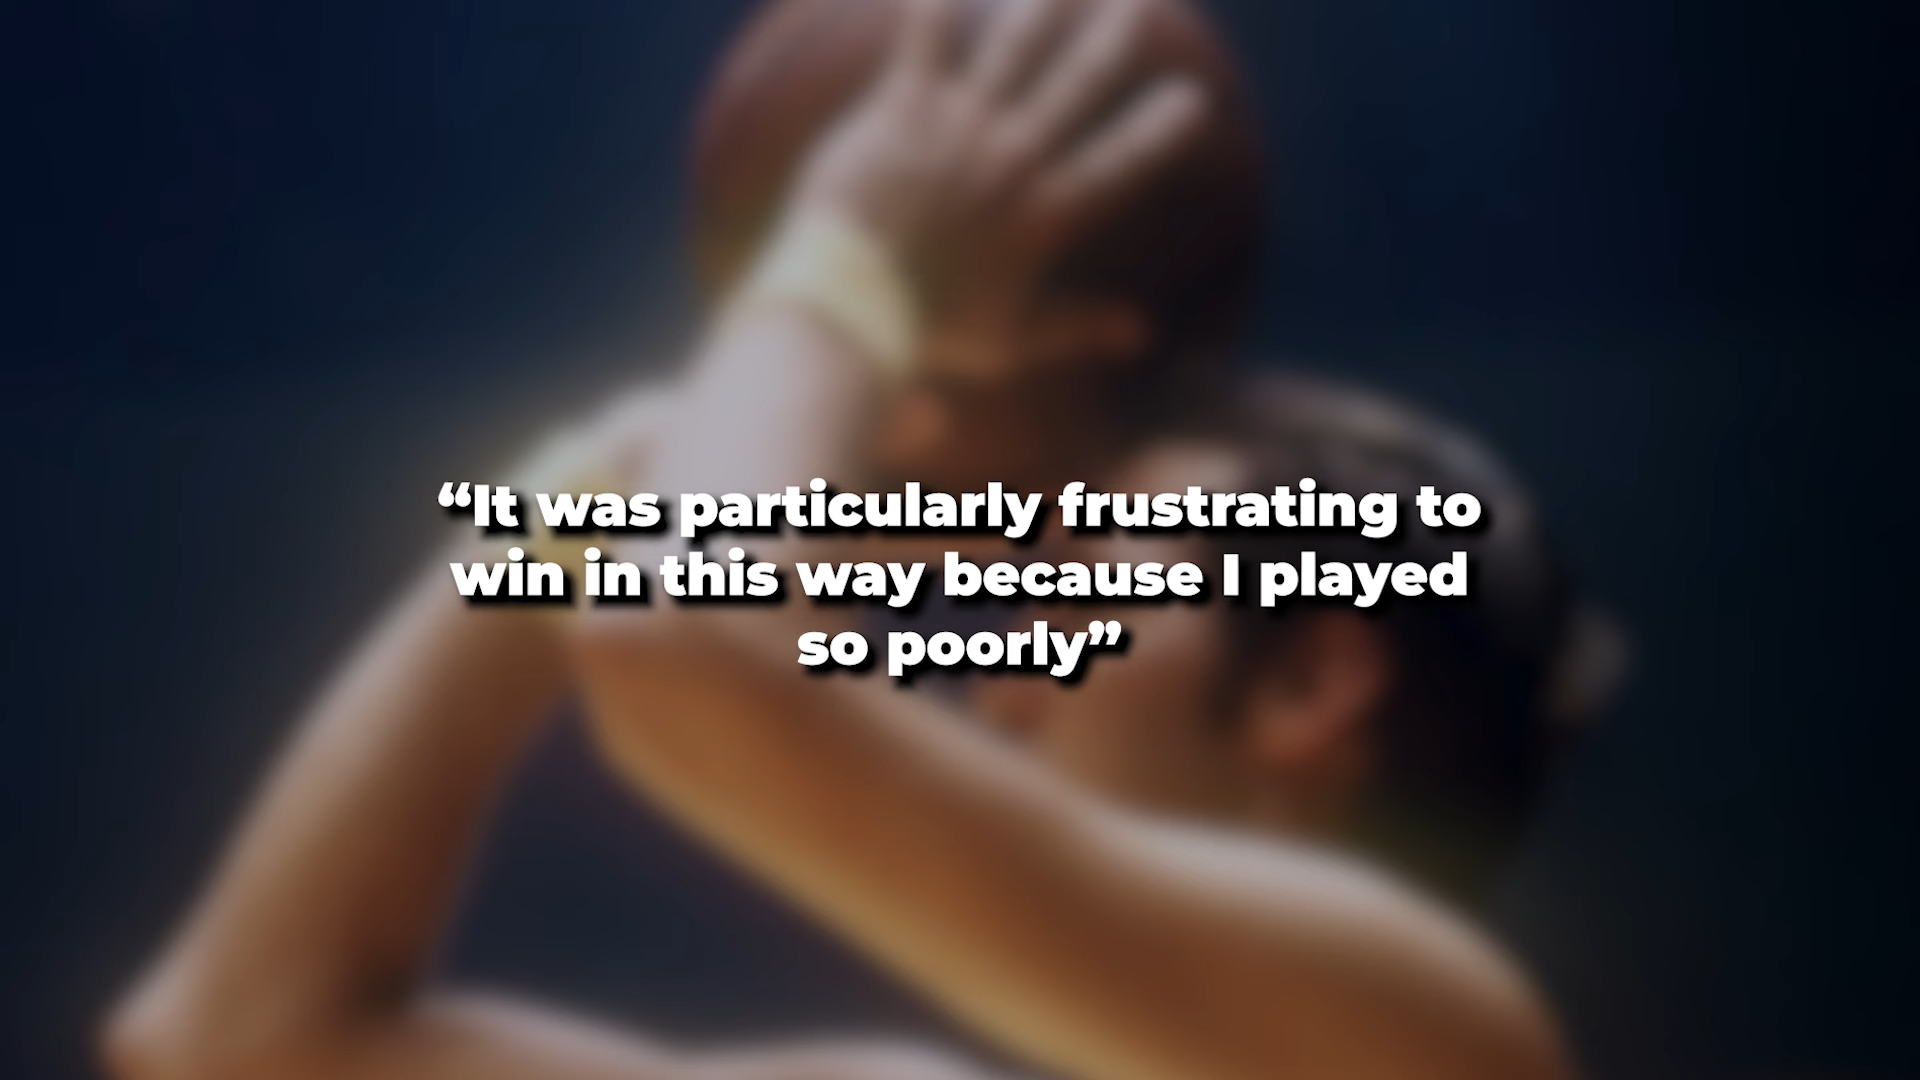 “It was particularly frustrating to
win in this way because I played
so poorly”